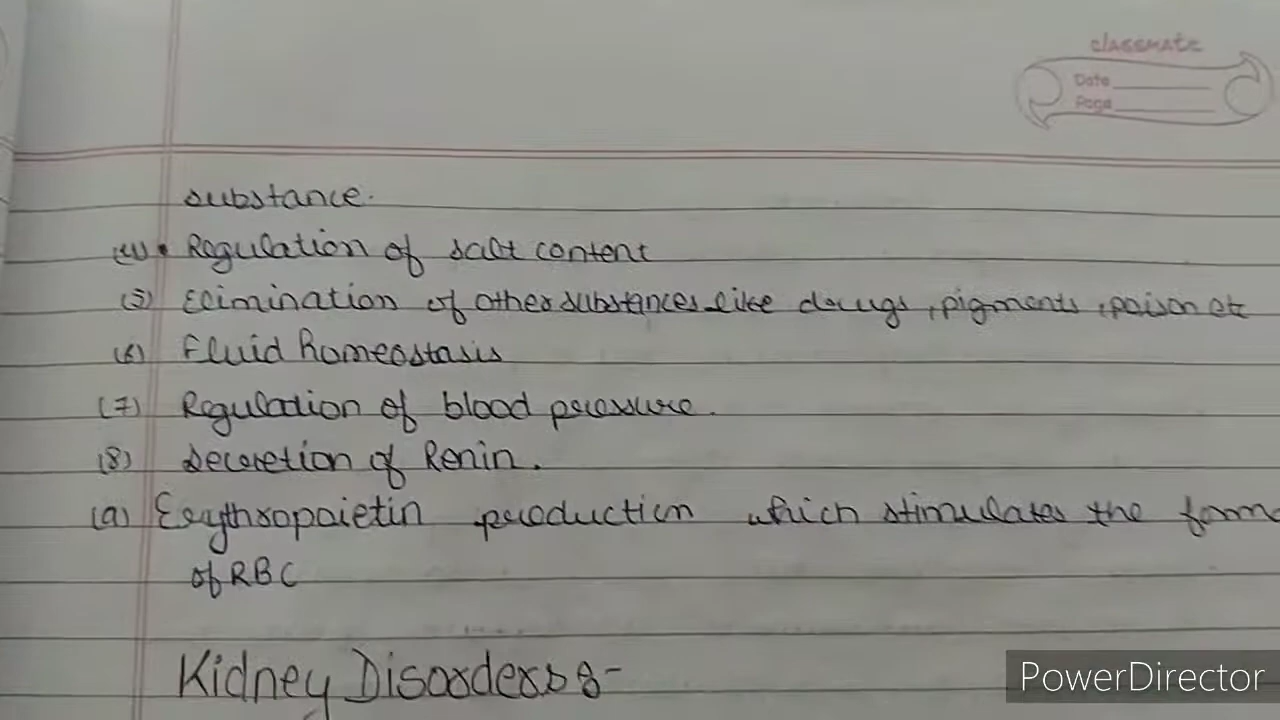 classmate
Date
Page
substance.
(4) • Regulation of salt content
(5) Elimination of other substances like drugs, pigments, poison etc
(6) Fluid homeostasis
(7) Regulation of blood pressure.
(8) Secretion of Renin.
(9) Erythropoietin production which stimulates the forma
of RBC
Kidney Disorders :-
PowerDirector